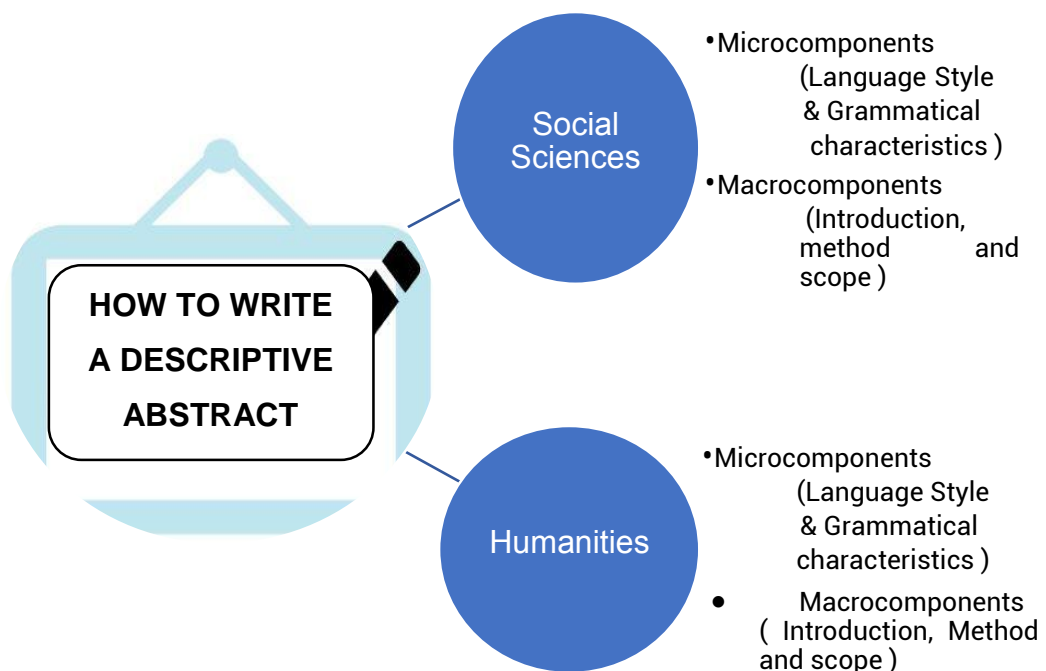 HOW TO WRITE
A DESCRIPTIVE
ABSTRACT
Social
Sciences
•Microcomponents
(Language Style
& Grammatical
characteristics )
•Macrocomponents
(Introduction,
method and
scope )
Humanities
•Microcomponents
(Language Style
& Grammatical
characteristics )
• Macrocomponents
( Introduction, Method
and scope )